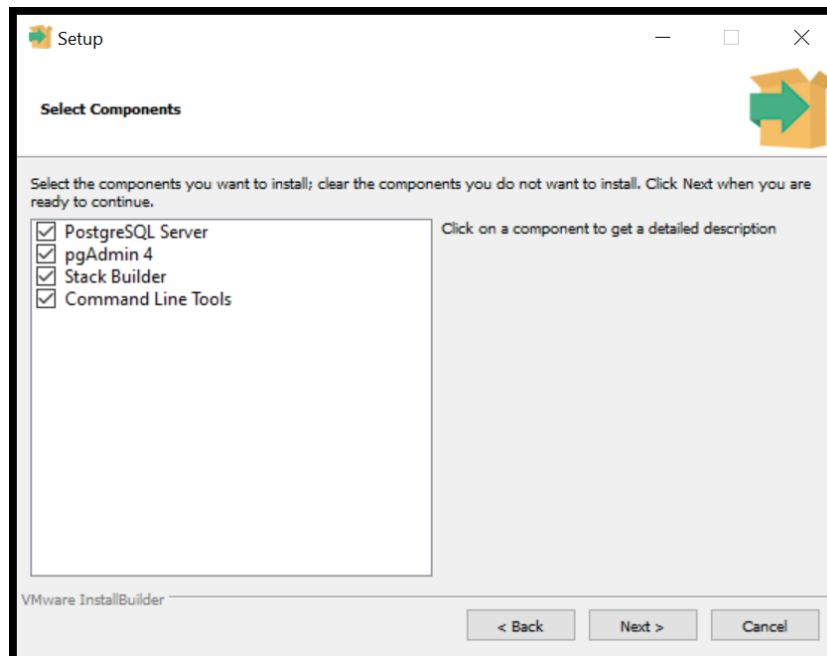 Setup
Select Components
Select the components you want to install; clear the components you do not want to install. Click Next when you are
ready to continue.
PostgreSQL Server
pgAdmin 4
Stack Builder
Command Line Tools
Click on a component to get a detailed description
VMware InstallBuilder
< Back
Next >
Cancel